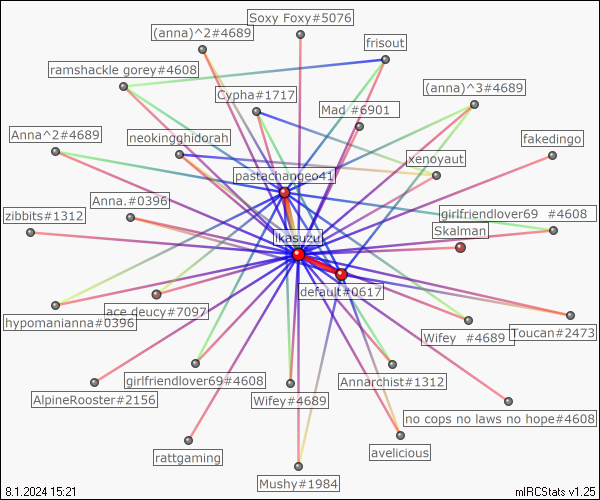 Soxy Foxy#5076
(anna)^2#4689
frisout
ramshackle gorey#4608
Cypha#1717
(anna)^3#4689
Mad #6901
Anna^2#4689
neokingghidorah
fakedingo
xenoyaut
pastachangeo41
Anna.#0396
zibbits#1312
girlfriendlover69 #4608
Skalman
ikasuzu
default#0617
ace deucy#7097
hypomanianna#0396
Wifey #4689
Toucan#2473
girlfriendlover69#4608
Annarchist#1312
AlpineRooster#2156
Wifey#4689
no cops no laws no hope#4608
avelicious
rattgaming
Mushy#1984
8.1.2024 15:21
mIRCStats v1.25